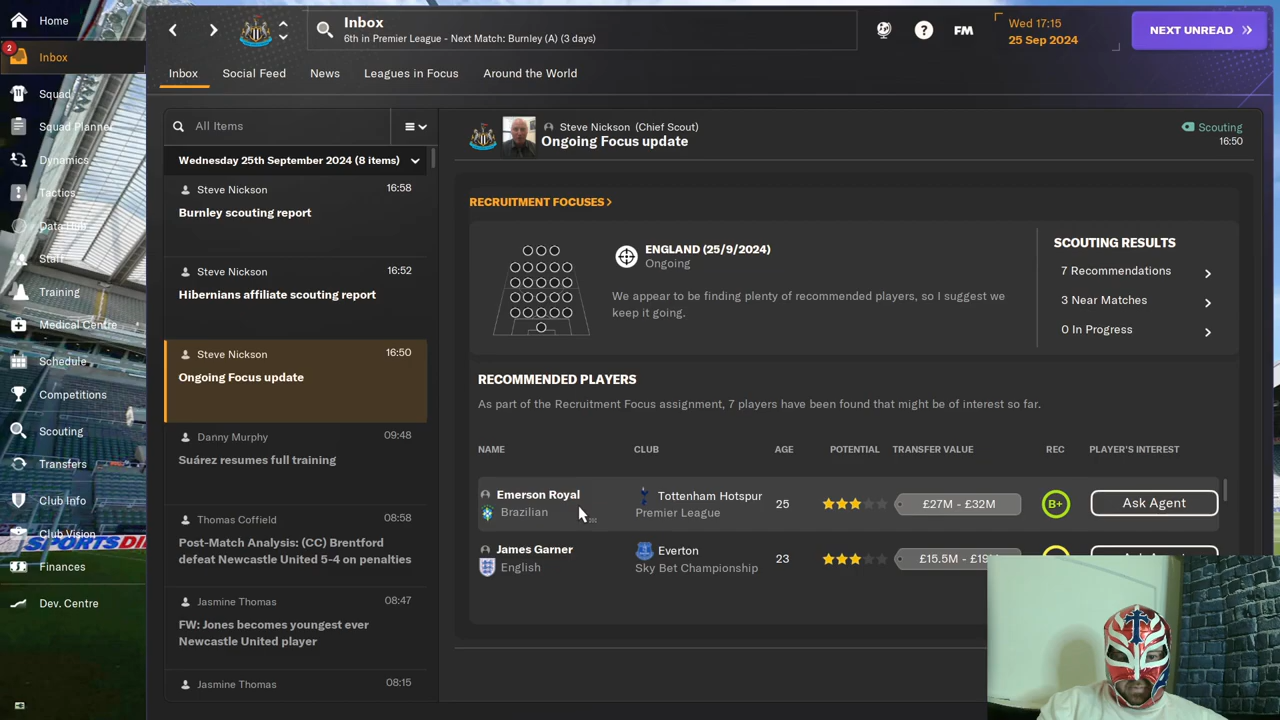 Home
2
Inbox
Squad
Squad Planner
Dynamics
Tactics
Data Hub
Staff
Training
Medical Centre
Schedule
Competitions
Scouting
Transfers
Club Info
Club Vision
SPORTS
Finances
Dev. Centre
Inbox
6th in Premier League - Next Match: Burnley (A) (3 days)
FM
Wed 17:15
25 Sep 2024
NEXT UNREAD
Inbox
Social Feed
News
Leagues in Focus
Around the World
All Items
Wednesday 25th September 2024 (8 items)
Steve Nickson 16:58
Burnley scouting report
Steve Nickson 16:52
Hibernians affiliate scouting report
Steve Nickson 16:50
Ongoing Focus update
Danny Murphy 09:48
Suárez resumes full training
Thomas Coffield 08:58
Post-Match Analysis: (CC) Brentford
defeat Newcastle United 5-4 on penalties
Jasmine Thomas 08:47
FW: Jones becomes youngest ever
Newcastle United player
Jasmine Thomas 08:15
Steve Nickson (Chief Scout)
Ongoing Focus update
Scouting
16:50
RECRUITMENT FOCUSES >
ENGLAND (25/9/2024)
Ongoing
We appear to be finding plenty of recommended players, so I suggest we
keep it going.
SCOUTING RESULTS
7 Recommendations
3 Near Matches
0 In Progress
RECOMMENDED PLAYERS
As part of the Recruitment Focus assignment, 7 players have been found that might be of interest so far.
NAME CLUB AGE POTENTIAL TRANSFER VALUE REC PLAYER'S INTEREST
Emerson Royal Tottenham Hotspur 25 £27M - £32M B+ Ask Agent
Brazilian Premier League
James Garner Everton 23 £15.5M -
English Sky Bet Championship